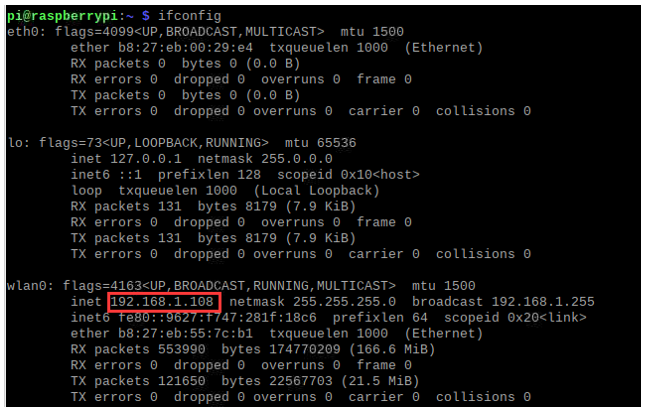 pi@raspberrypi:~ $ ifconfig
eth0: flags=4099<UP,BROADCAST,MULTICAST>  mtu 1500
        ether b8:27:eb:00:29:e4  txqueuelen 1000  (Ethernet)
        RX packets 0  bytes 0 (0.0 B)
        RX errors 0  dropped 0  overruns 0  frame 0
        TX packets 0  bytes 0 (0.0 B)
        TX errors 0  dropped 0 overruns 0  carrier 0  collisions 0
lo: flags=73<UP,LOOPBACK,RUNNING>  mtu 65536
        inet 127.0.0.1  netmask 255.0.0.0
        inet6 ::1  prefixlen 128  scopeid 0x10<host>
        loop  txqueuelen 1000  (Local Loopback)
        RX packets 131  bytes 8179 (7.9 KiB)
        RX errors 0  dropped 0  overruns 0  frame 0
        TX packets 131  bytes 8179 (7.9 KiB)
        TX errors 0  dropped 0 overruns 0  carrier 0  collisions 0
wlan0: flags=4163<UP,BROADCAST,RUNNING,MULTICAST>  mtu 1500
        inet 192.168.1.108  netmask 255.255.255.0  broadcast 192.168.1.255
        inet6 fe80::9627:f747:281f:18c6  prefixlen 64  scopeid 0x20<link>
        ether b8:27:eb:55:7c:b1  txqueuelen 1000  (Ethernet)
        RX packets 553990  bytes 174770209 (166.6 MiB)
        RX errors 0  dropped 0  overruns 0  frame 0
        TX packets 121650  bytes 22567703 (21.5 MiB)
        TX errors 0  dropped 0 overruns 0  carrier 0  collisions 0